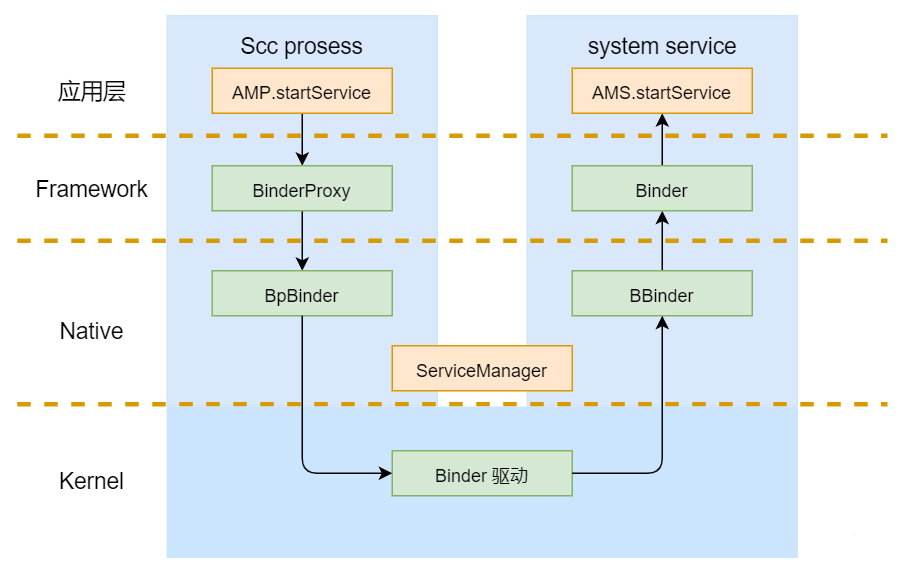 Scc prosess
system service
应用层
AMP.startService
AMS.startService
Framework
BinderProxy
Binder
BpBinder
BBinder
Native
ServiceManager
Kernel
Binder 驱动